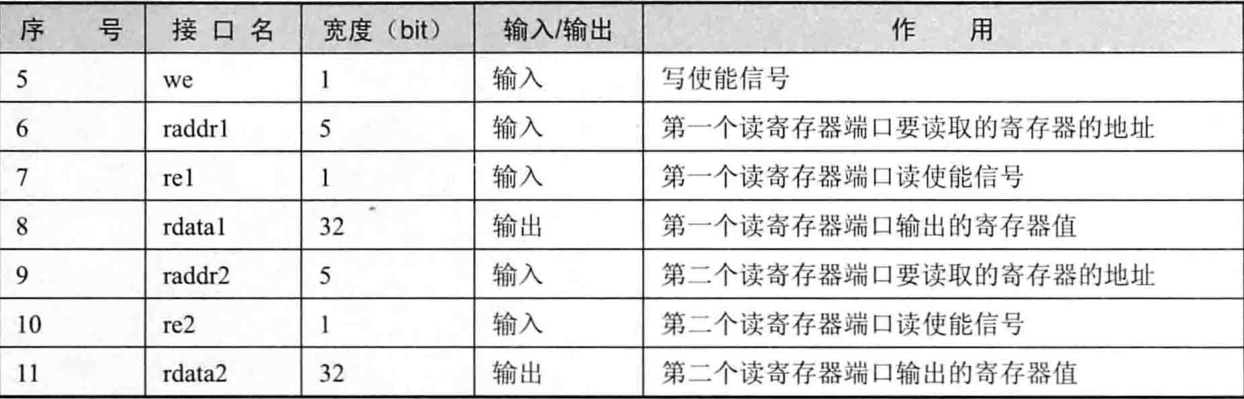 序 号 接 口 名 宽度（bit） 输入/输出 作 用
5 we 1 输入 写使能信号
6 raddr1 5 输入 第一个读寄存器端口要读取的寄存器的地址
7 re1 1 输入 第一个读寄存器端口读使能信号
8 rdata1 32 输出 第一个读寄存器端口输出的寄存器值
9 raddr2 5 输入 第二个读寄存器端口要读取的寄存器的地址
10 re2 1 输入 第二个读寄存器端口读使能信号
11 rdata2 32 输出 第二个读寄存器端口输出的寄存器值